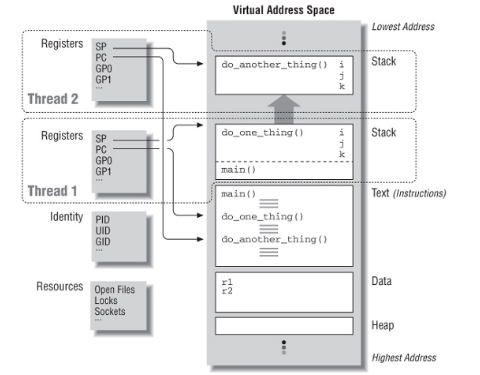 Virtual Address Space
Lowest Address
Registers
SP
PC
GP0
GP1
...
Thread 2
do_another_thing() i
j
k
Stack
Registers
SP
PC
GP0
GP1
...
Thread 1
do_one_thing() i
j
k
main()
Stack
main()
do_one_thing()
do_another_thing()
Text (Instructions)
Identity
PID
UID
GID
...
Resources
Open Files
Locks
Sockets
...
r1
r2
Data
Heap
Highest Address